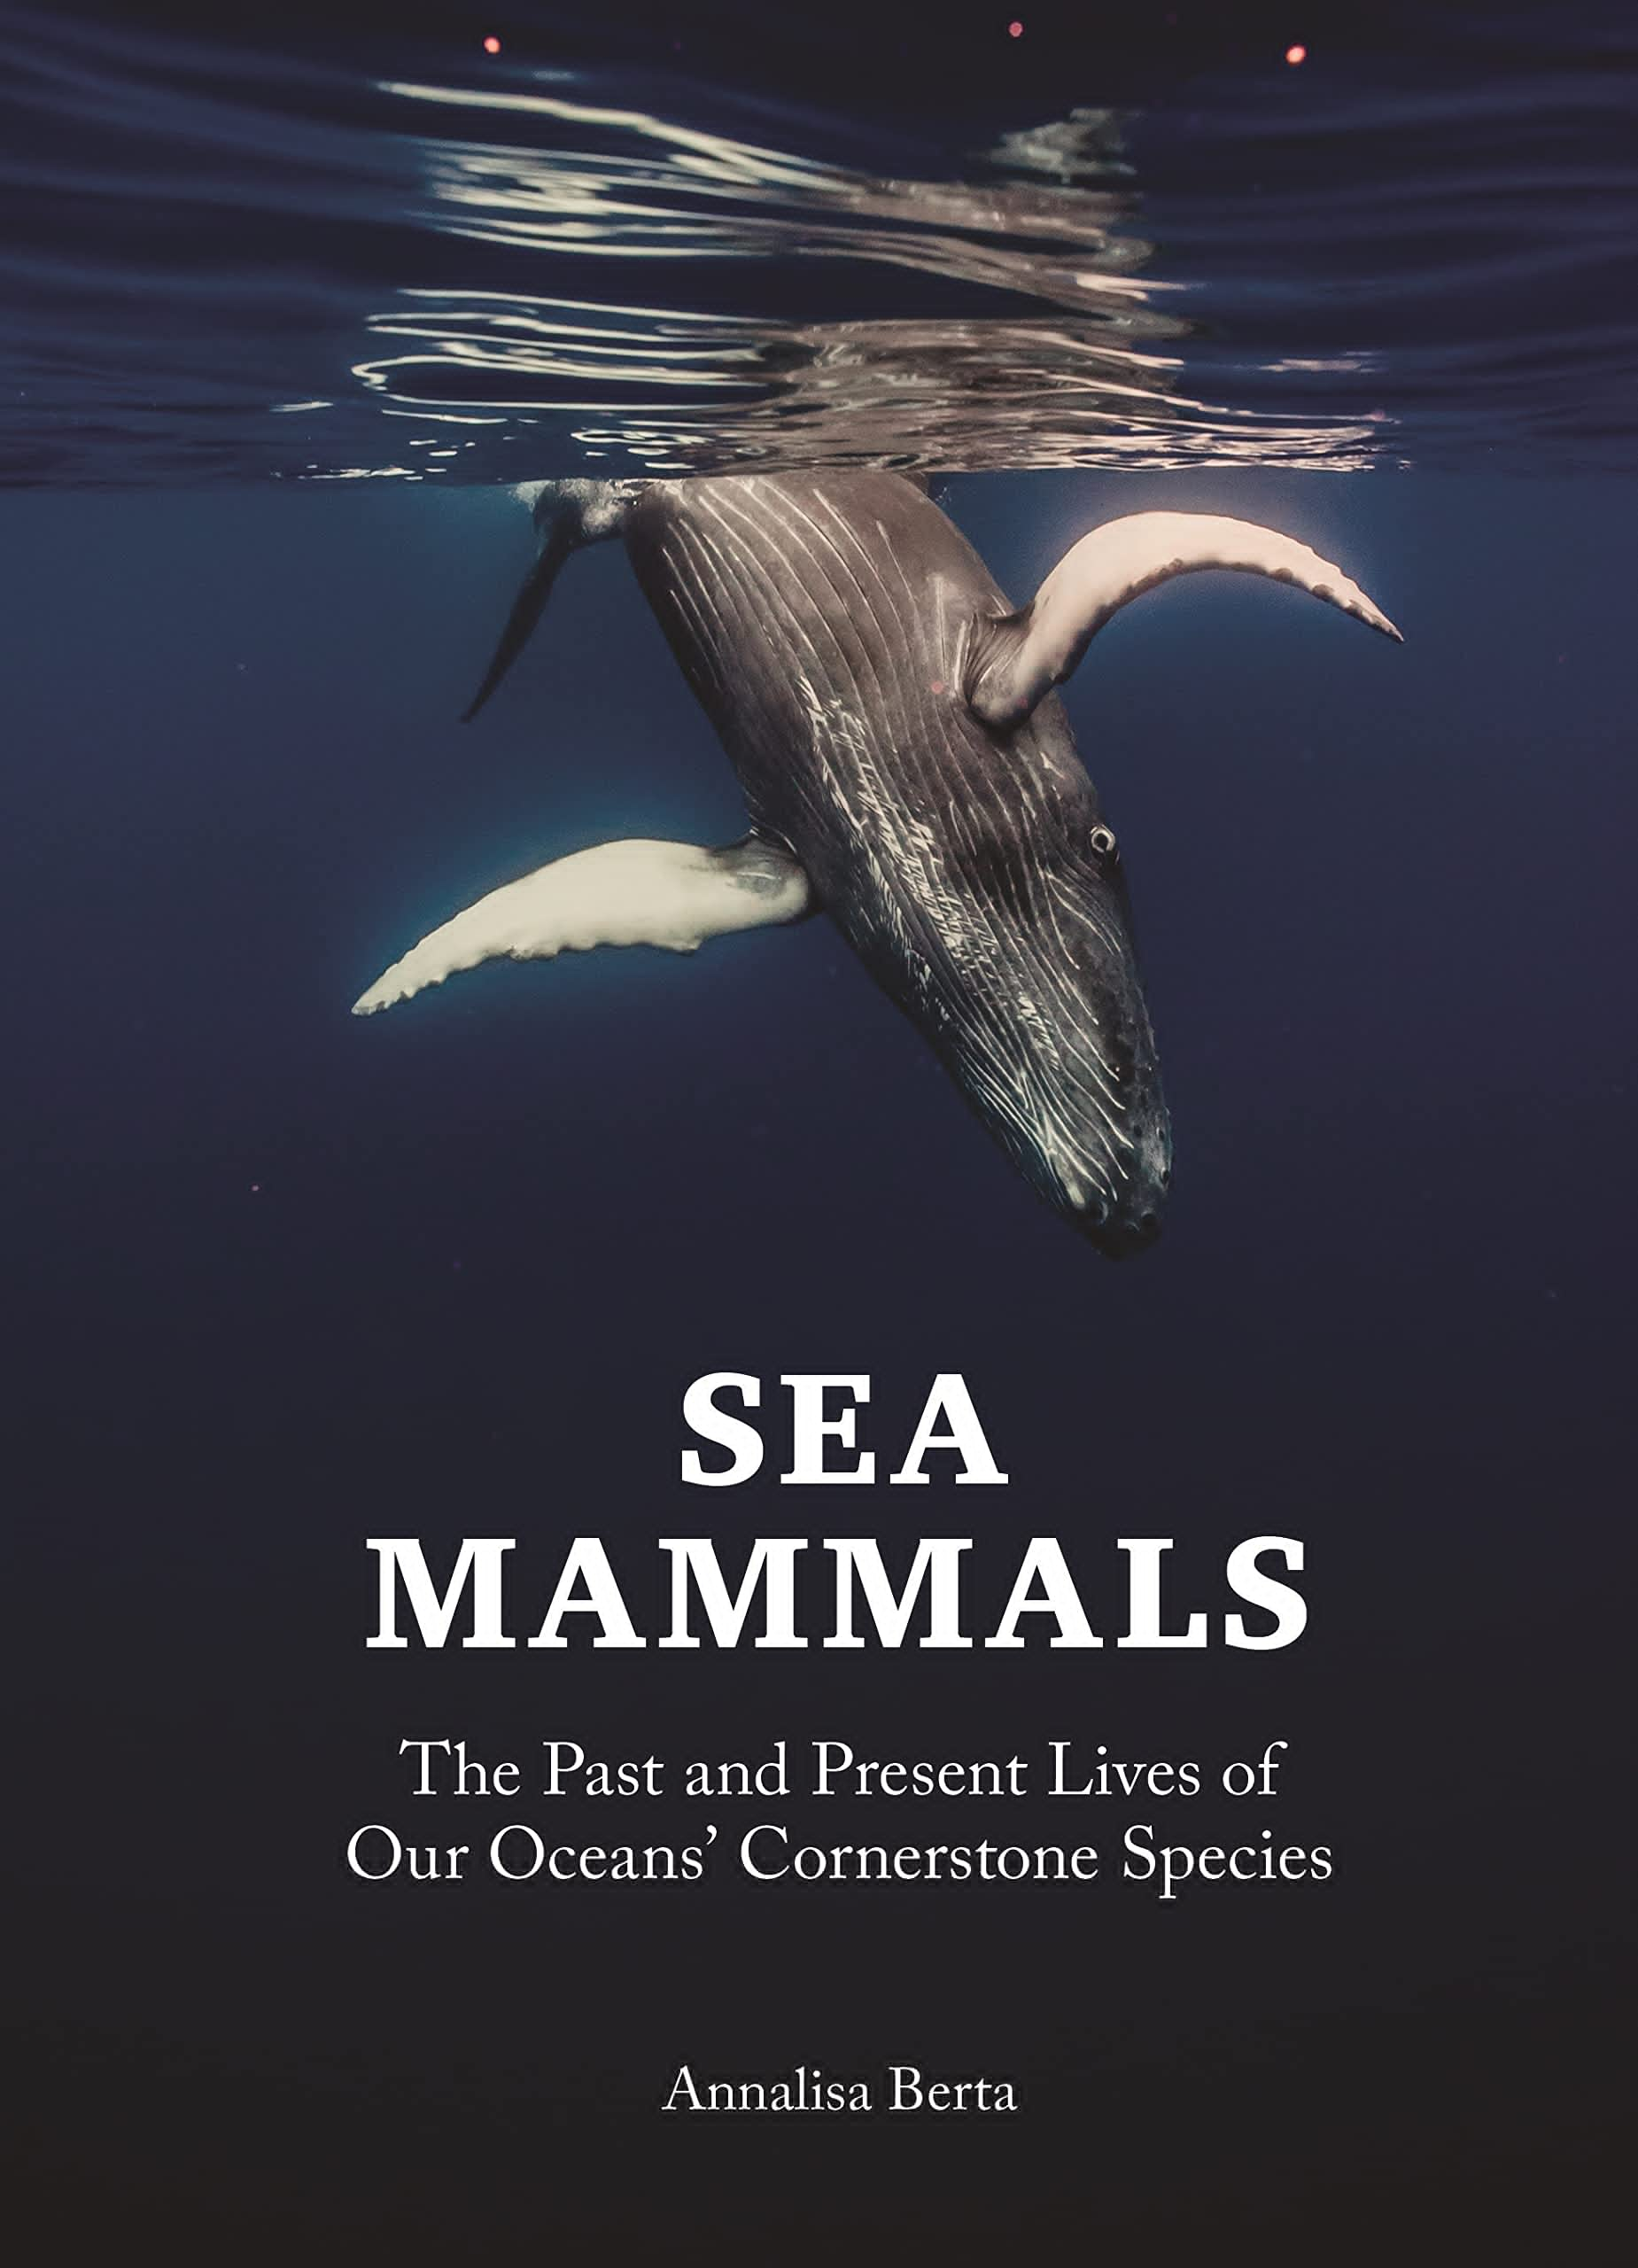 SEA
MAMMALS
The Past and Present Lives of
Our Oceans’ Cornerstone Species
Annalisa Berta